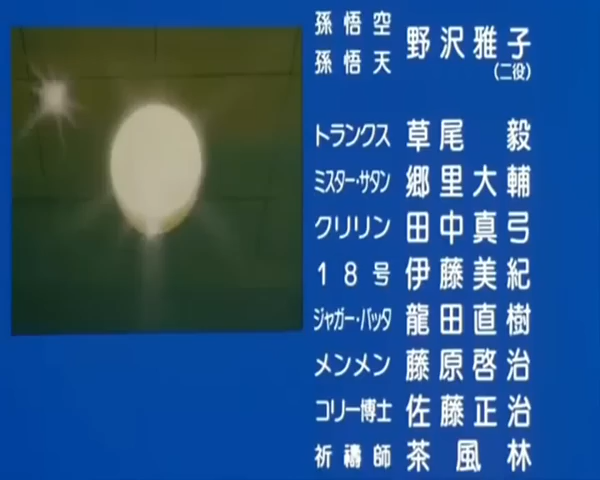 孫悟空 野沢雅子
孫悟天 (二役)
トランクス 草尾 毅
ミスター・サタン 郷里大輔
クリリン 田中真弓
18号 伊藤美紀
ジャガー・バッタ 龍田直樹
メンメン 藤原啓治
コリー博士 佐藤正治
祈禱師 茶風林